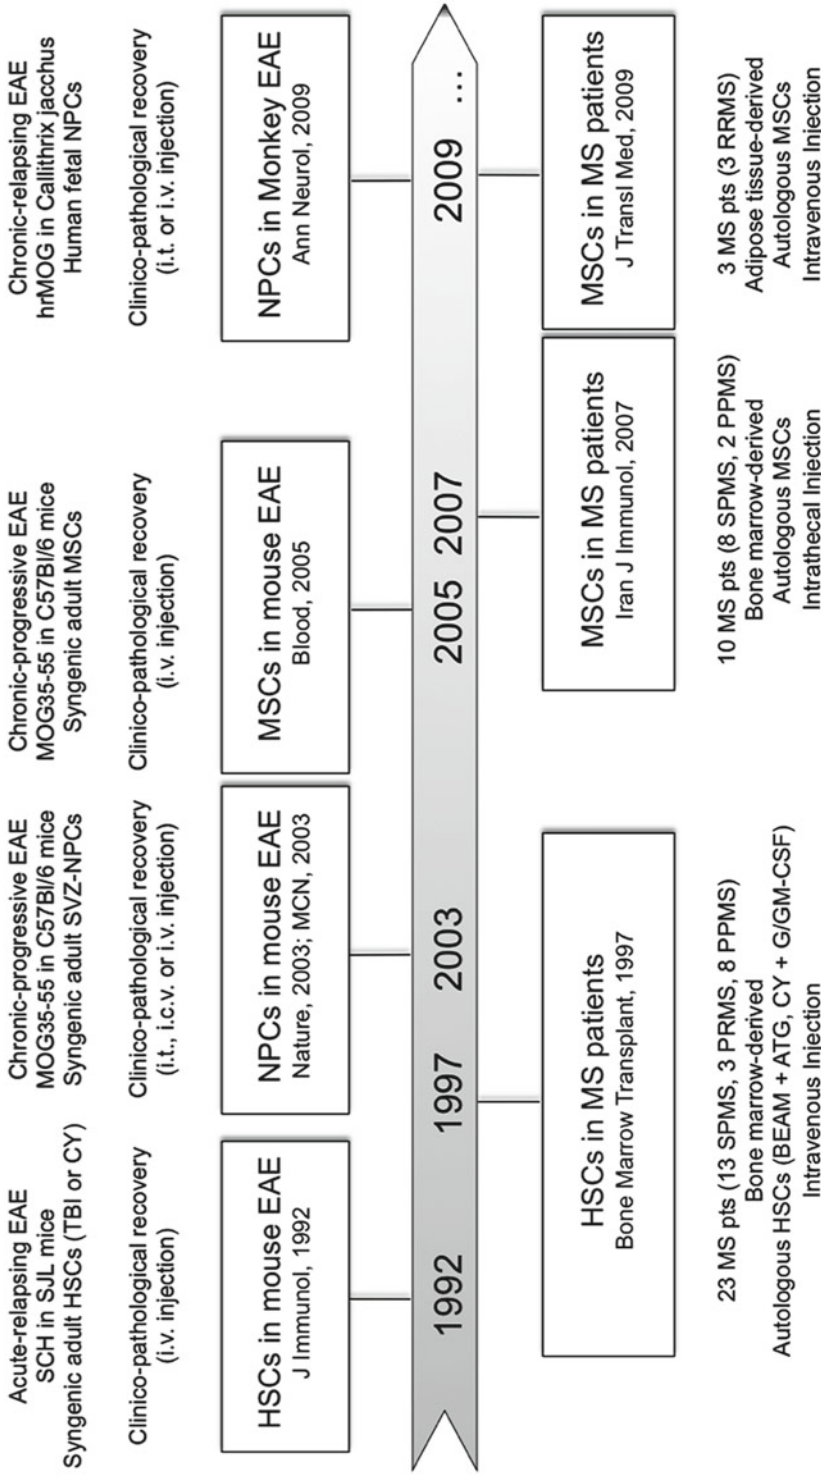 Acute-relapsing EAE
SCH in SJL mice
Syngenic adult HSCs (TBI or CY)
Clinico-pathological recovery
(i.v. injection)
HSCs in mouse EAE
J Immunol, 1992
Chronic-progressive EAE
MOG35-55 in C57Bl/6 mice
Syngenic adult SVZ-NPCs
Clinico-pathological recovery
(i.t., i.c.v. or i.v. injection)
NPCs in mouse EAE
Nature, 2003; MCN, 2003
Chronic-progressive EAE
MOG35-55 in C57Bl/6 mice
Syngenic adult MSCs
Clinico-pathological recovery
(i.v. injection)
MSCs in mouse EAE
Blood, 2005
Chronic-relapsing EAE
hrMOG in Callithrix jacchus
Human fetal NPCs
Clinico-pathological recovery
(i.t. or i.v. injection)
NPCs in Monkey EAE
Ann Neurol, 2009
1992 1997 2003 2005 2007 2009 ...
HSCs in MS patients
Bone Marrow Transplant, 1997
23 MS pts (13 SPMS, 3 PRMS, 8 PPMS)
Bone marrow-derived
Autologous HSCs (BEAM + ATG, CY + G/GM-CSF)
Intravenous Injection
MSCs in MS patients
Iran J Immunol, 2007
10 MS pts (8 SPMS, 2 PPMS)
Bone marrow-derived
Autologous MSCs
Intrathecal Injection
MSCs in MS patients
J Transl Med, 2009
3 MS pts (3 RRMS)
Adipose tissue-derived
Autologous MSCs
Intravenous Injection